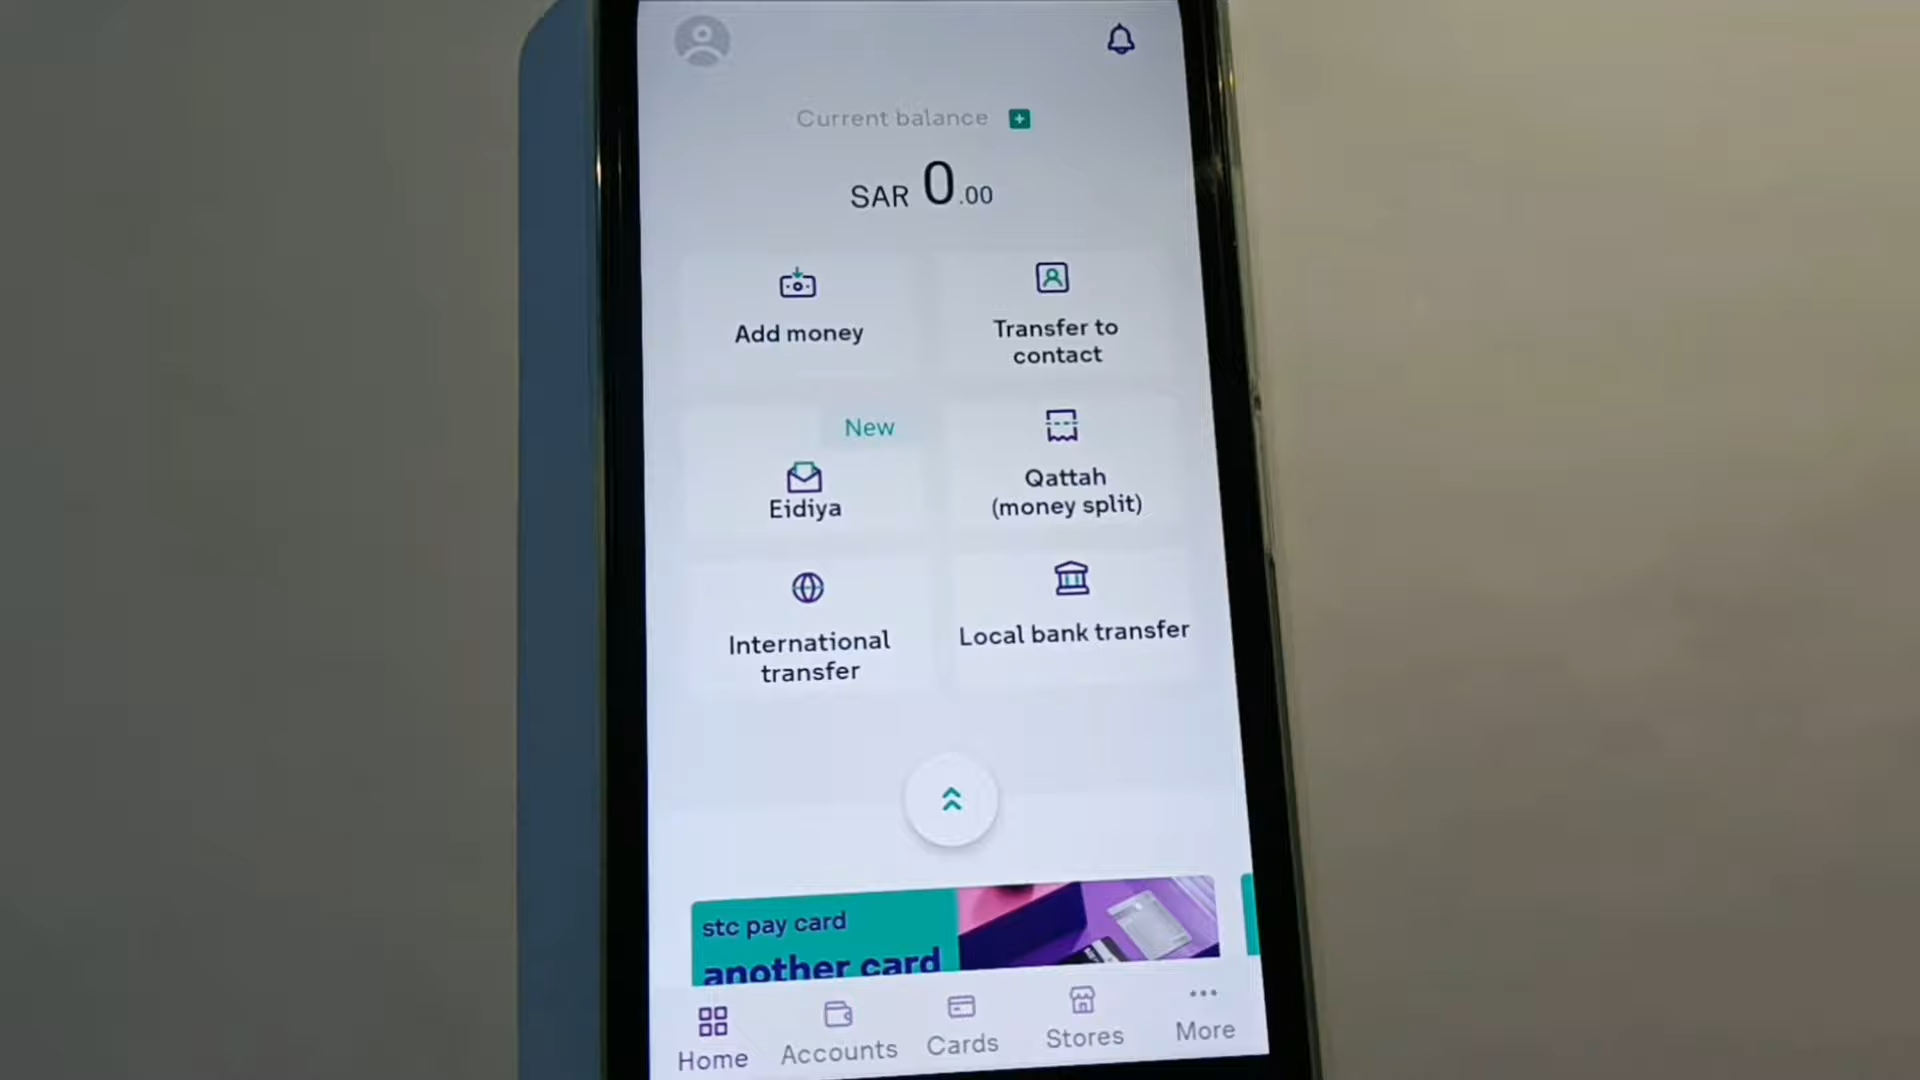 Current balance
SAR 0.00
Add money
Transfer to
contact
New
Eidiya
Qattah
(money split)
International
transfer
Local bank transfer
stc pay card
another card
Home
Accounts
Cards
Stores
More